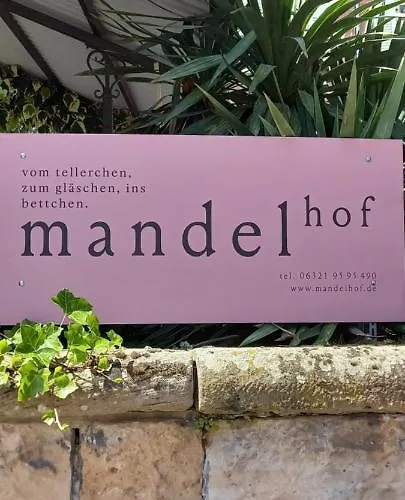 vom tellerchen,
zum gläschen, ins
bettchen.
mandelhof
tel. 06321 95 95 490
www.mandelhof.de